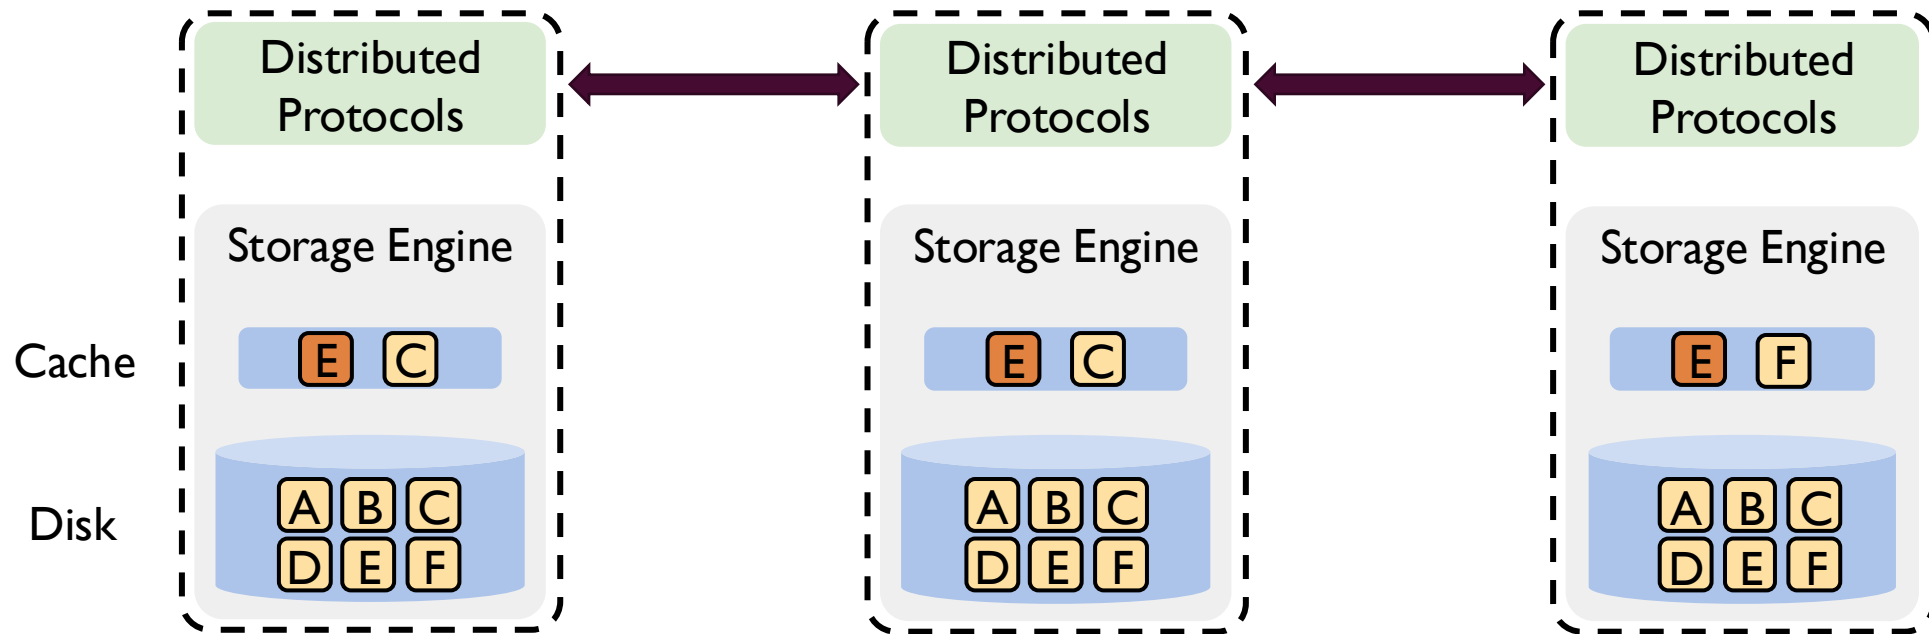 Distributed
Protocols
Distributed
Protocols
Distributed
Protocols
Storage Engine
Storage Engine
Storage Engine
Cache
E C
E C
E F
Disk
A B C
D E F
A B C
D E F
A B C
D E F